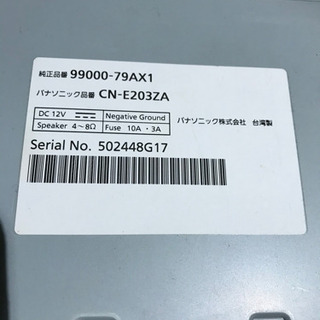 純正品番 99000-79AX1
パナソニック品番 CN-E203ZA
DC 12V ⎓ Negative Ground
Speaker 4~8Ω Fuse 10A・3A
パナソニック株式会社 台湾製
Serial No. 502448G17